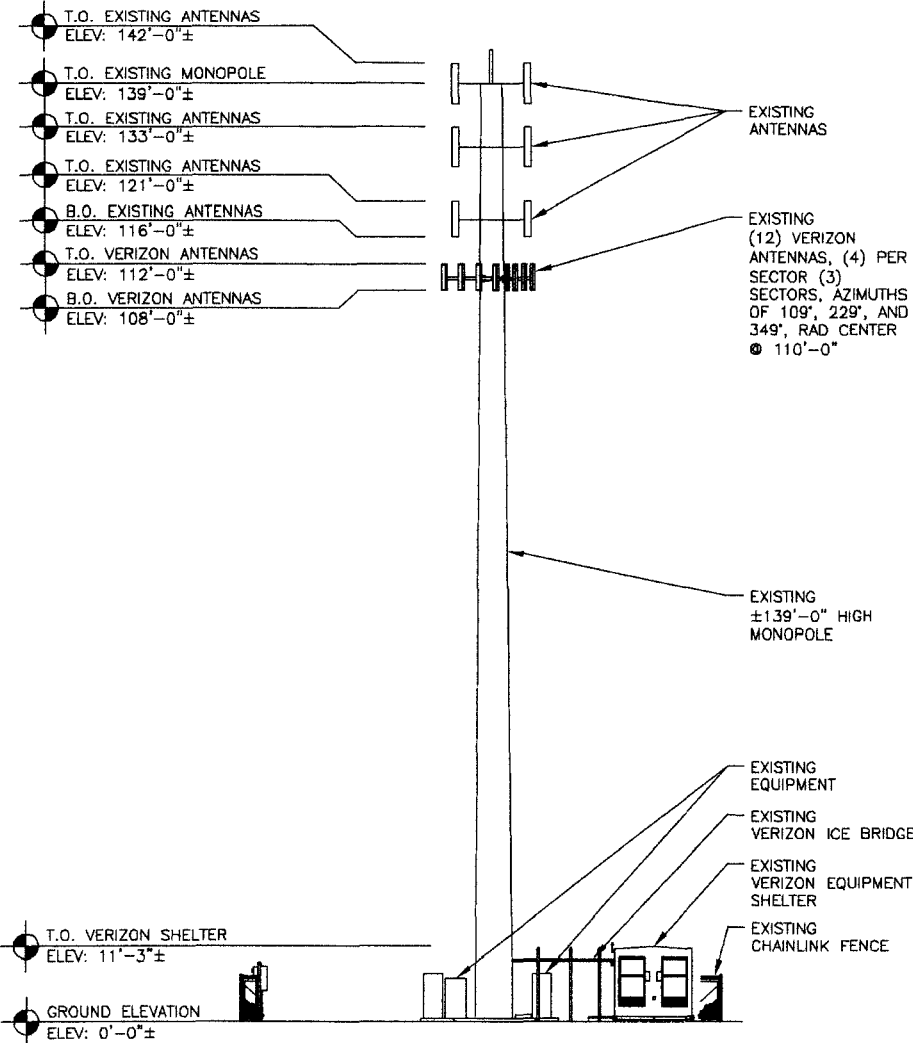 T.O. EXISTING ANTENNAS
ELEV: 142'-0"±
T.O. EXISTING MONOPOLE
ELEV: 139'-0"±
T.O. EXISTING ANTENNAS
ELEV: 133'-0"±
T.O. EXISTING ANTENNAS
ELEV: 121'-0"±
B.O. EXISTING ANTENNAS
ELEV: 116'-0"±
T.O. VERIZON ANTENNAS
ELEV: 112'-0"±
B.O. VERIZON ANTENNAS
ELEV: 108'-0"±
EXISTING
ANTENNAS
EXISTING
(12) VERIZON
ANTENNAS, (4) PER
SECTOR (3)
SECTORS, AZIMUTHS
OF 109°, 229°, AND
349°, RAD CENTER
@ 110'-0"
EXISTING
±139'-0" HIGH
MONOPOLE
EXISTING
EQUIPMENT
EXISTING
VERIZON ICE BRIDGE
EXISTING
VERIZON EQUIPMENT
SHELTER
EXISTING
CHAINLINK FENCE
T.O. VERIZON SHELTER
ELEV: 11'-3"±
GROUND ELEVATION
ELEV: 0'-0"±